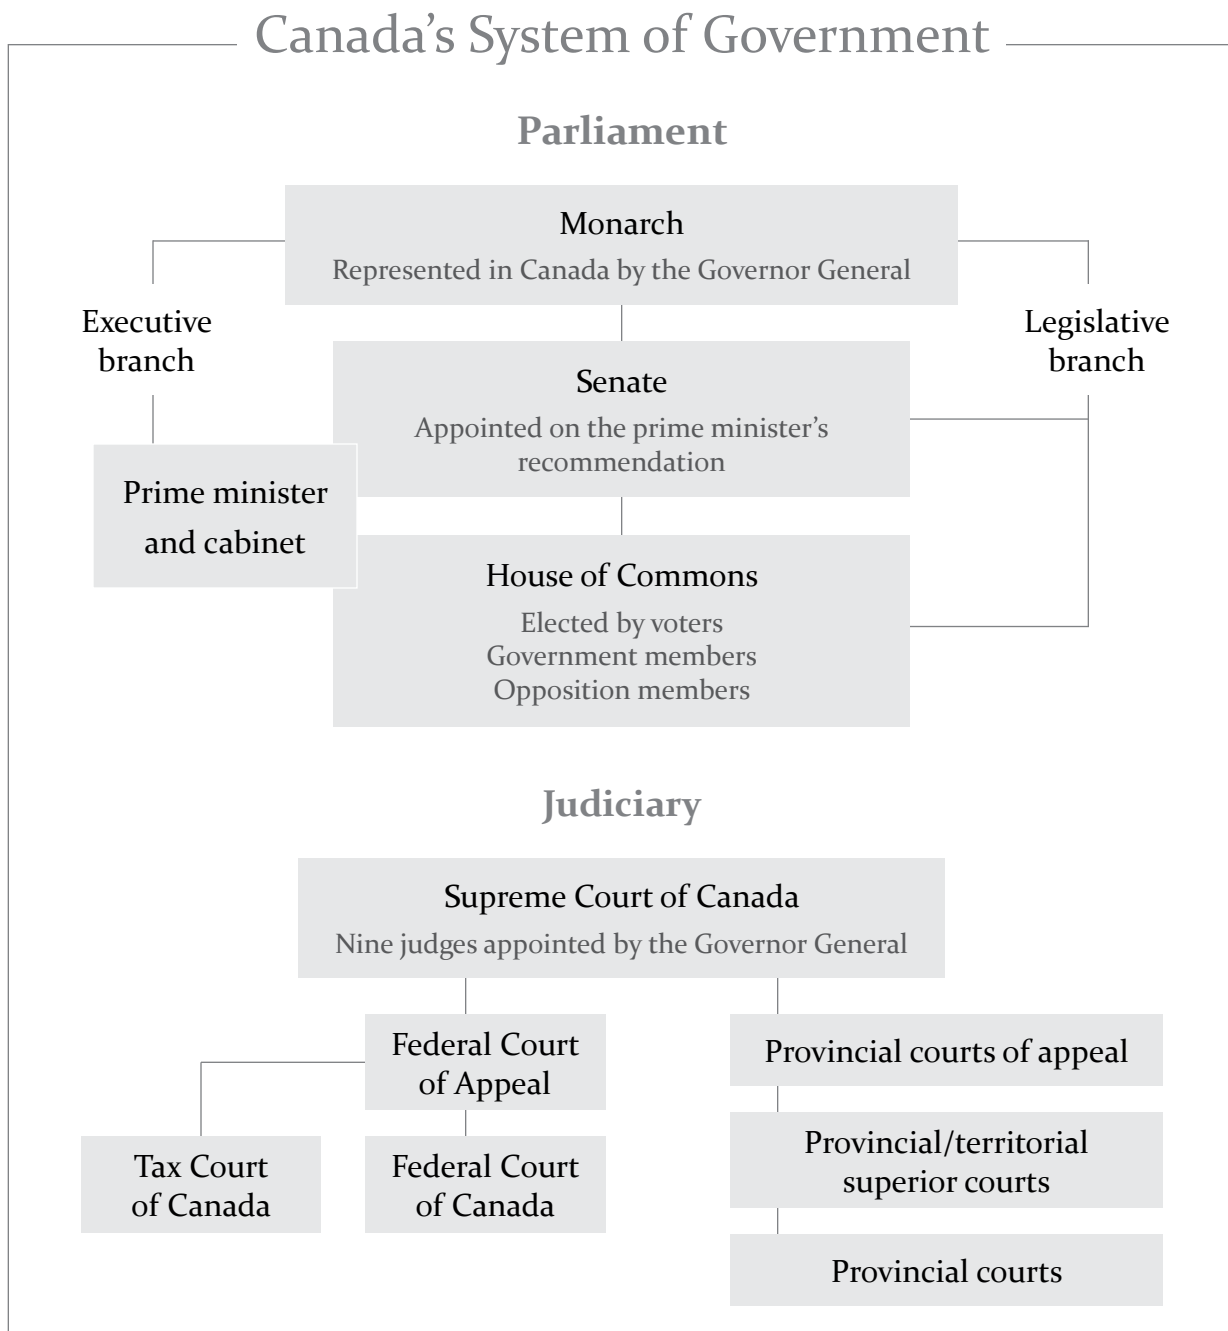 Canada’s System of Government
Parliament
Monarch
Represented in Canada by the Governor General
Executive
branch
Legislative
branch
Senate
Appointed on the prime minister’s
recommendation
Prime minister
and cabinet
House of Commons
Elected by voters
Government members
Opposition members
Judiciary
Supreme Court of Canada
Nine judges appointed by the Governor General
Federal Court
of Appeal
Provincial courts of appeal
Tax Court
of Canada
Federal Court
of Canada
Provincial/territorial
superior courts
Provincial courts